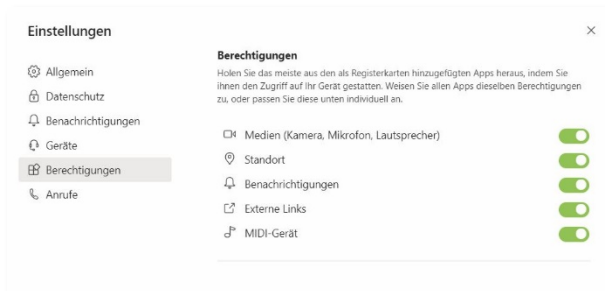 Einstellungen
Allgemein
Datenschutz
Benachrichtigungen
Geräte
Berechtigungen
Anrufe
Berechtigungen
Holen Sie das meiste aus den als Registerkarten hinzugefügten Apps heraus, indem Sie
ihnen den Zugriff auf Ihr Gerät gestatten. Weisen Sie allen Apps dieselben Berechtigungen
zu, oder passen Sie diese unten individuell an.
Medien (Kamera, Mikrofon, Lautsprecher)
Standort
Benachrichtigungen
Externe Links
MIDI-Gerät